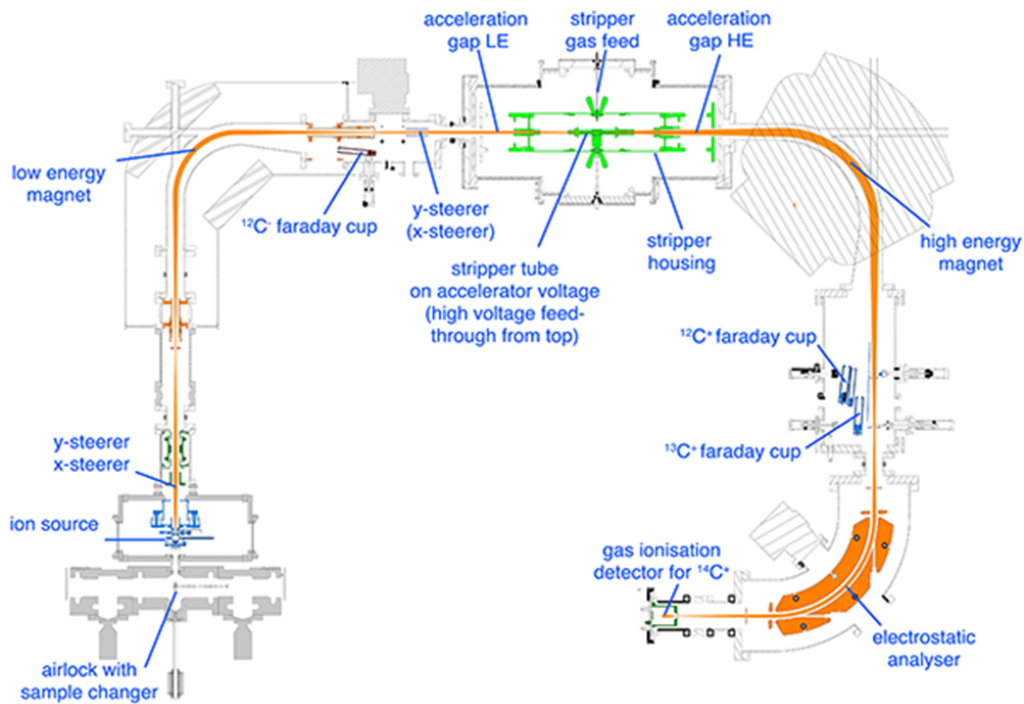 acceleration
gap LE
stripper
gas feed
acceleration
gap HE
low energy
magnet
¹²C⁻ faraday cup
y-steerer
(x-steerer)
stripper tube
on accelerator voltage
(high voltage feed-
through from top)
stripper
housing
high energy
magnet
¹²C⁺ faraday cup
¹³C⁺ faraday cup
y-steerer
x-steerer
ion source
gas ionisation
detector for ¹⁴C⁺
electrostatic
analyser
airlock with
sample changer